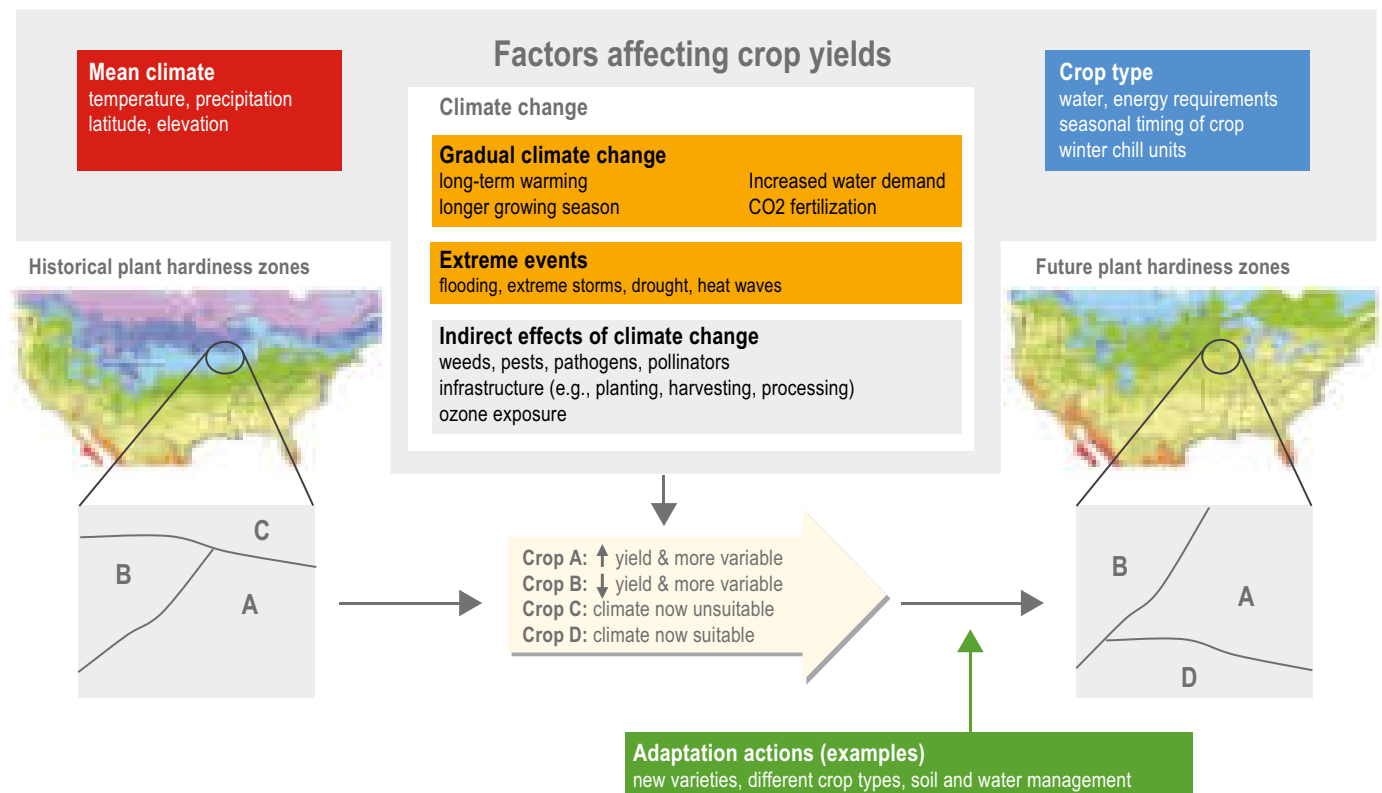 Factors affecting crop yields
Mean climate
temperature, precipitation
latitude, elevation
Climate change
Gradual climate change
long-term warming
longer growing season
Increased water demand
CO2 fertilization
Extreme events
flooding, extreme storms, drought, heat waves
Indirect effects of climate change
weeds, pests, pathogens, pollinators
infrastructure (e.g., planting, harvesting, processing)
ozone exposure
Crop type
water, energy requirements
seasonal timing of crop
winter chill units
Historical plant hardiness zones
C
B
A
Crop A: ↑ yield & more variable
Crop B: ↓ yield & more variable
Crop C: climate now unsuitable
Crop D: climate now suitable
Future plant hardiness zones
B
A
D
Adaptation actions (examples)
new varieties, different crop types, soil and water management